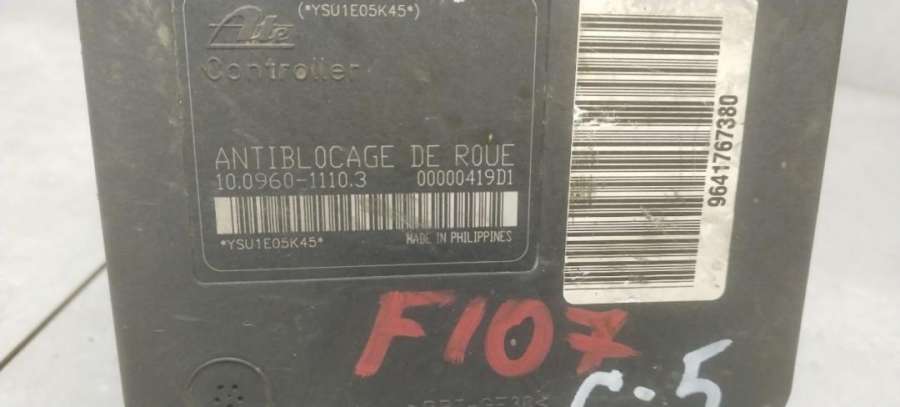 (*YSU1E05K45*)
Ate
Controller
ANTIBLOCAGE DE ROUE
10.0960-1110.3 00000419D1
*YSU1E05K45*
MADE IN PHILIPPINES
9641767380
F107
C-5